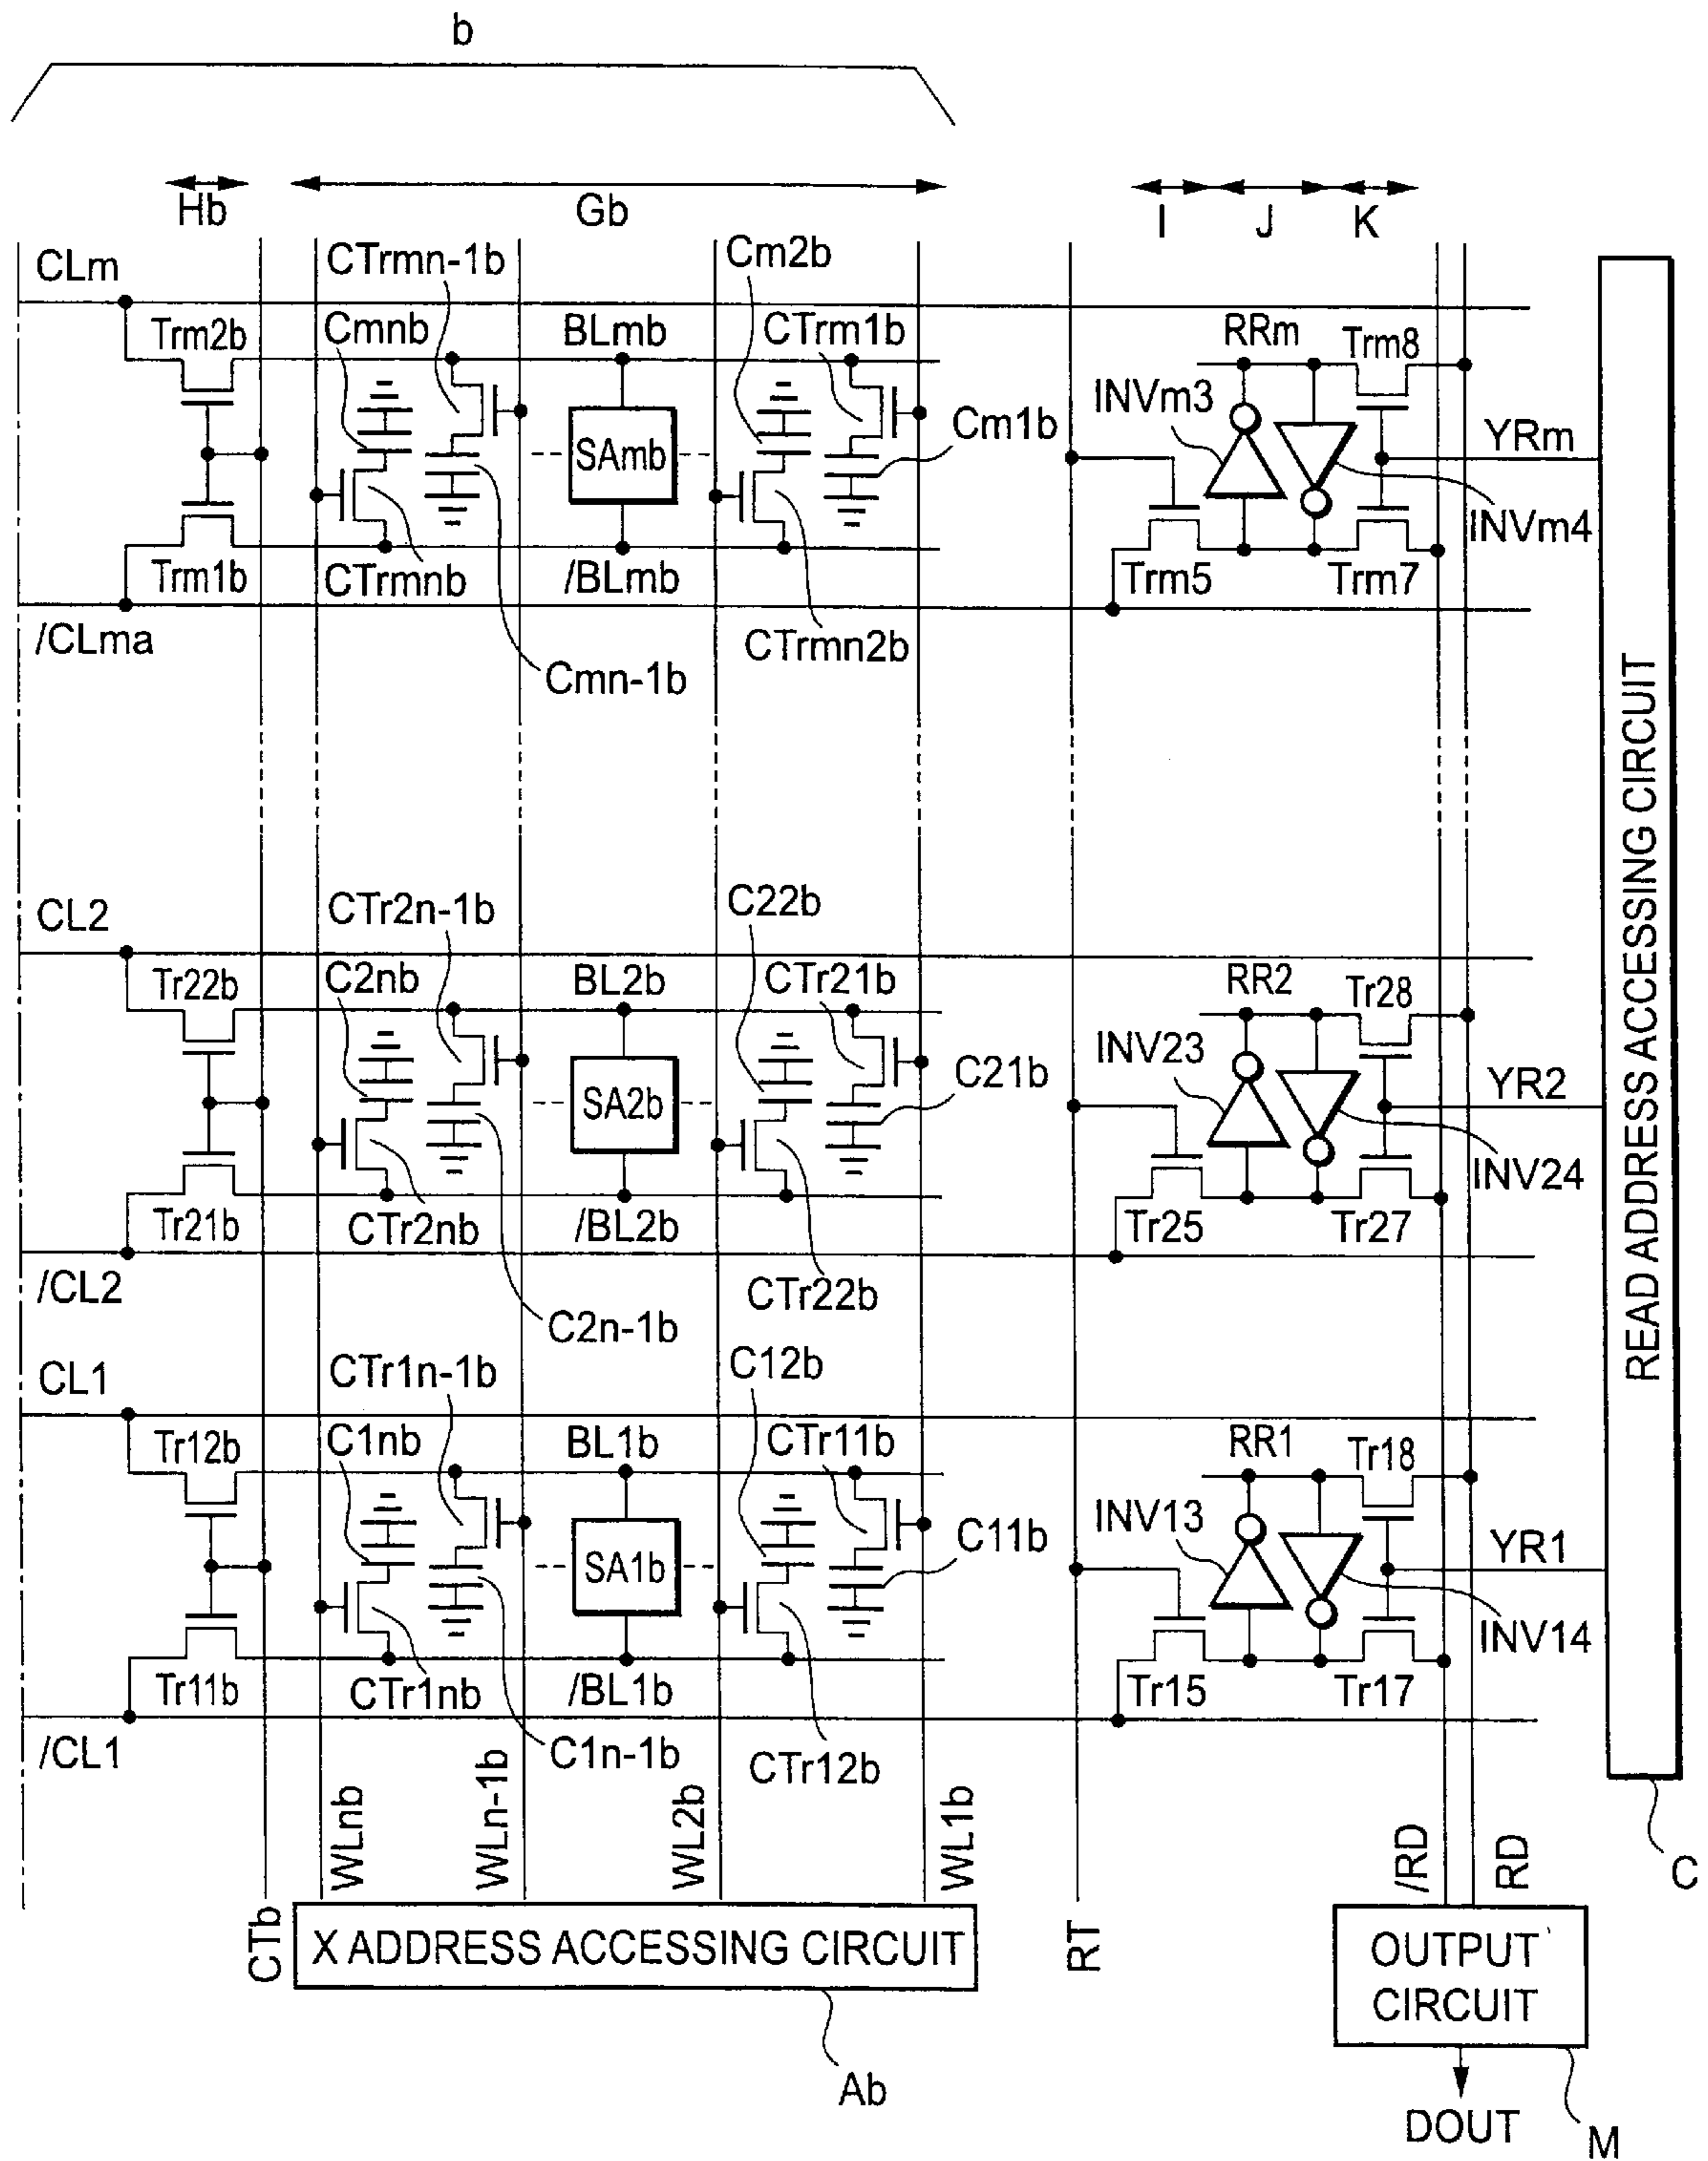 b
Hb
Gb
I
J
K
CLm
CTrmn-1b
Cm2b
Trm2b
Cmnb
BLmb
CTrm1b
RRm
Trm8
INVm3
Cm1b
YRm
SAmb
INVm4
Trm1b
CTrmnb
/BLmb
Trm5
Trm7
/CLma
CTrmn2b
Cmn-1b
READ ADDRESS ACCESSING CIRCUIT
CL2
CTr2n-1b
C22b
Tr22b
C2nb
BL2b
CTr21b
RR2
Tr28
INV23
C21b
YR2
SA2b
INV24
Tr21b
CTr2nb
/BL2b
Tr25
Tr27
/CL2
CTr22b
C2n-1b
CL1
CTr1n-1b
C12b
Tr12b
C1nb
BL1b
CTr11b
RR1
Tr18
INV13
C11b
YR1
SA1b
INV14
Tr11b
CTr1nb
/BL1b
Tr15
Tr17
/CL1
C1n-1b
CTr12b
WLnb
WLn-1b
WL2b
WL1b
/RD
RD
C
CTb
X ADDRESS ACCESSING CIRCUIT
RT
OUTPUT
CIRCUIT
Ab
DOUT
M